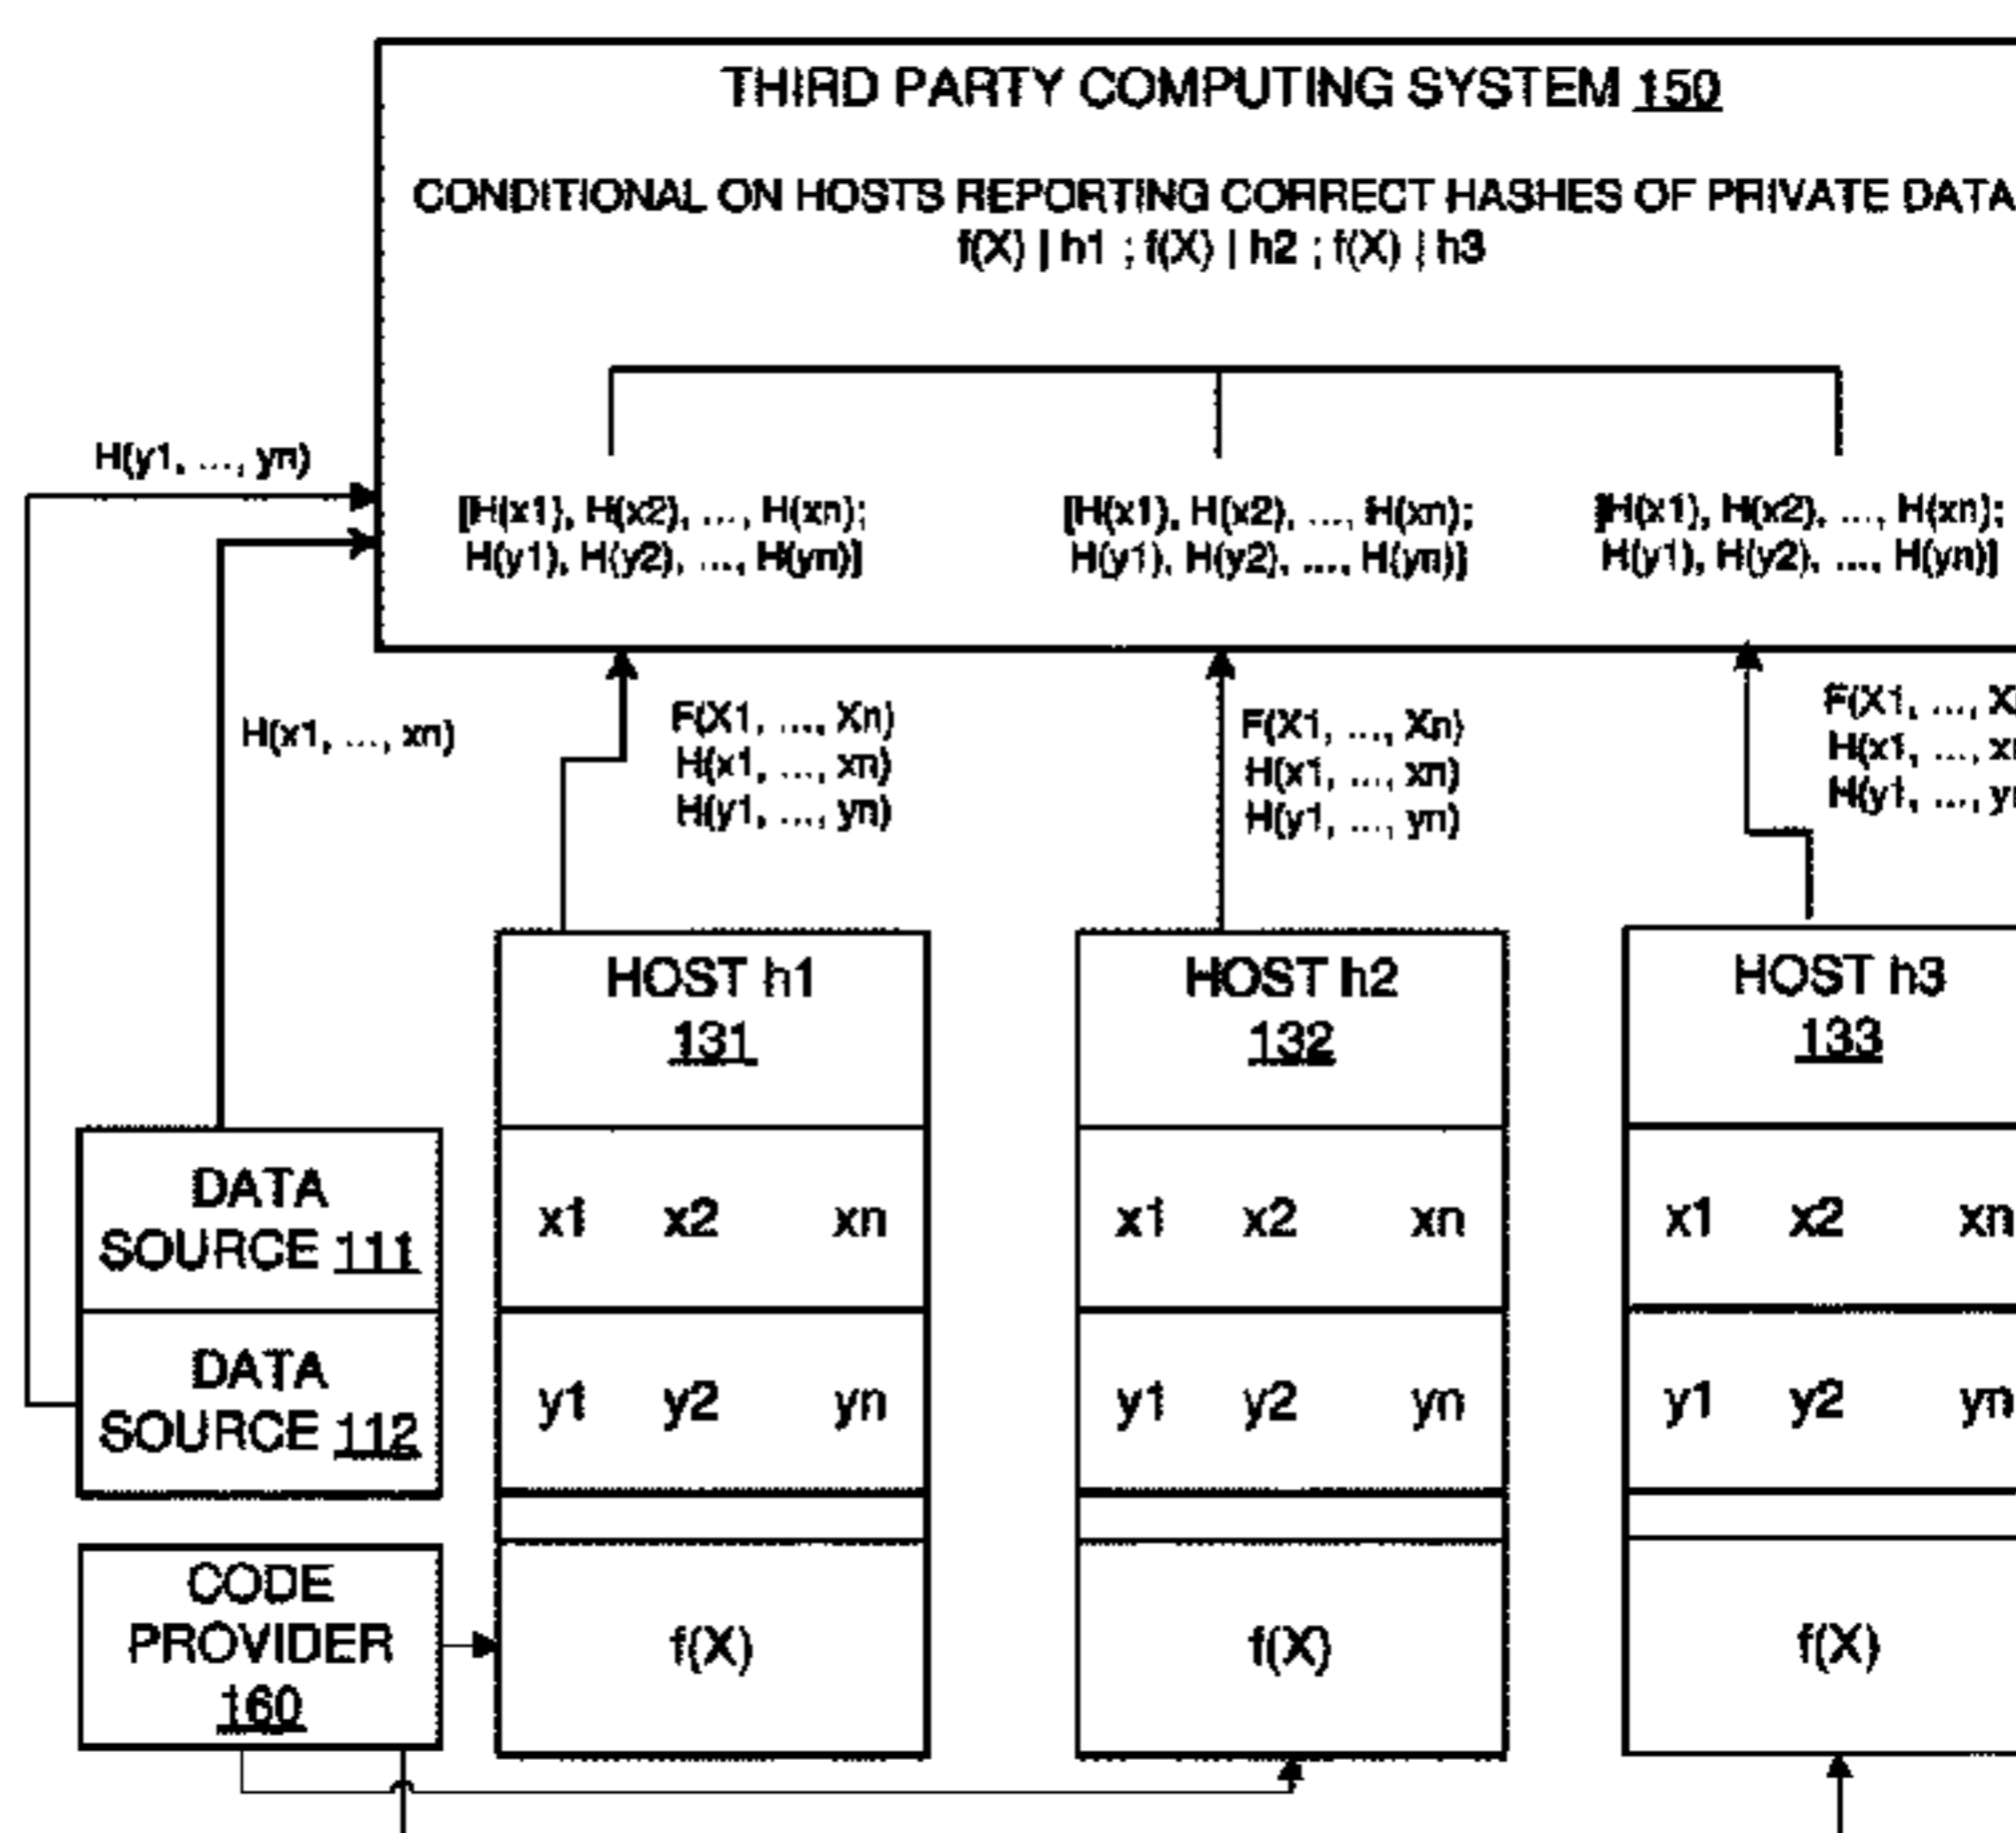 THIRD PARTY COMPUTING SYSTEM 150
CONDITIONAL ON HOSTS REPORTING CORRECT HASHES OF PRIVATE DATA
f(X) | h1 ; f(X) | h2 ; f(X) | h3
H(y1, ..., yn)
[H(x1), H(x2), ..., H(xn);
H(y1), H(y2), ..., H(yn)]
[H(x1), H(x2), ..., H(xn);
H(y1), H(y2), ..., H(yn)]
[H(x1), H(x2), ..., H(xn);
H(y1), H(y2), ..., H(yn)]
H(x1, ..., xn)
F(X1, ..., Xn)
H(x1, ..., xn)
H(y1, ..., yn)
F(X1, ..., Xn)
H(x1, ..., xn)
H(y1, ..., yn)
F(X1, ..., X
H(x1, ..., x
H(y1, ..., y
HOST h1
131
x1 x2 xn
y1 y2 yn
f(X)
HOST h2
132
x1 x2 xn
y1 y2 yn
f(X)
HOST h3
133
x1 x2 xn
y1 y2 yn
f(X)
DATA
SOURCE 111
DATA
SOURCE 112
CODE
PROVIDER
160